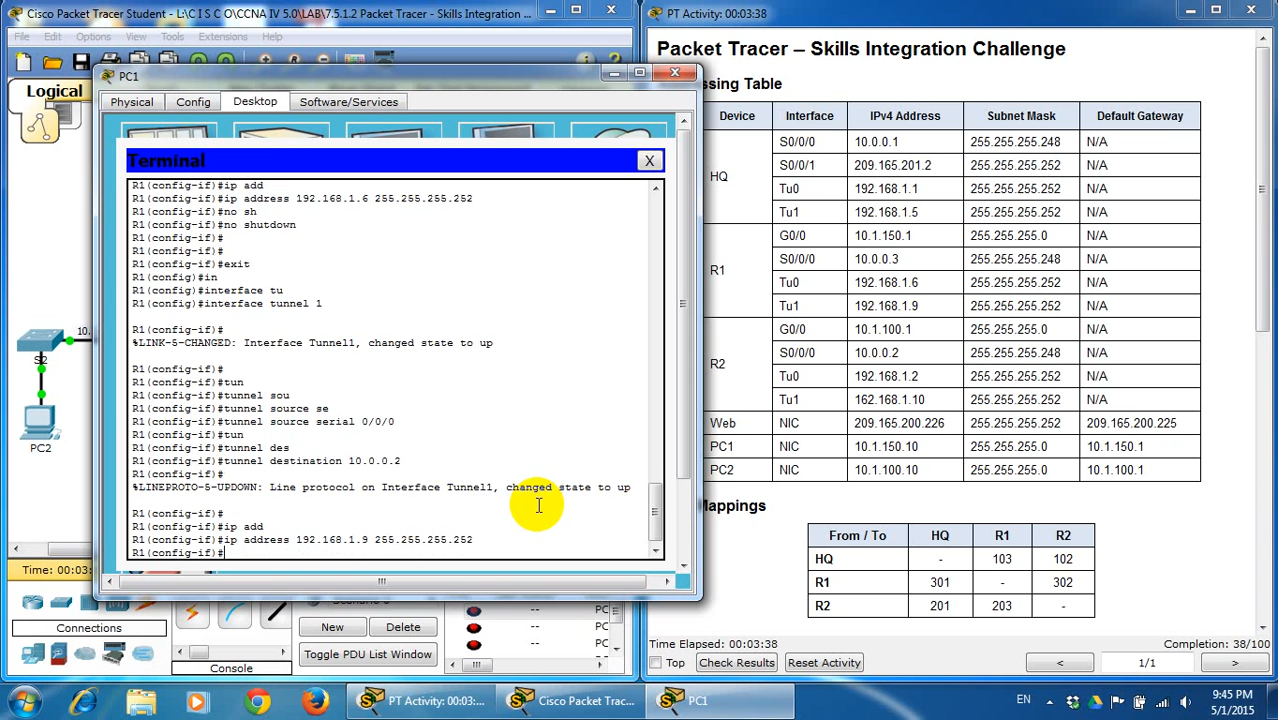 Cisco Packet Tracer Student - L:\C I S C O\CCNA IV 5.0\LAB\7.5.1.2 Packet Tracer - Skills Integration ...
File Edit Options View Tools Extensions Help
Logical
S2
10.
PC2
Time: 00:03:
Connections
New
Delete
Toggle PDU List Window
Console
--
PC
--
PC
--
PC
PC1
Physical
Config
Desktop
Software/Services
Terminal
X
R1(config-if)#ip add
R1(config-if)#ip address 192.168.1.6 255.255.255.252
R1(config-if)#no sh
R1(config-if)#no shutdown
R1(config-if)#
R1(config-if)#
R1(config-if)#exit
R1(config)#in
R1(config)#interface tu
R1(config)#interface tunnel 1
R1(config-if)#
%LINK-5-CHANGED: Interface Tunnel1, changed state to up
R1(config-if)#
R1(config-if)#tun
R1(config-if)#tunnel sou
R1(config-if)#tunnel source se
R1(config-if)#tunnel source serial 0/0/0
R1(config-if)#tun
R1(config-if)#tunnel des
R1(config-if)#tunnel destination 10.0.0.2
R1(config-if)#
%LINEPROTO-5-UPDOWN: Line protocol on Interface Tunnel1, changed state to up
R1(config-if)#
R1(config-if)#ip add
R1(config-if)#ip address 192.168.1.9 255.255.255.252
R1(config-if)#
PT Activity: 00:03:38
Packet Tracer – Skills Integration Challenge
ssing Table
Device Interface IPv4 Address Subnet Mask Default Gateway
HQ
S0/0/0 10.0.0.1 255.255.255.248 N/A
S0/0/1 209.165.201.2 255.255.255.252 N/A
Tu0 192.168.1.1 255.255.255.252 N/A
Tu1 192.168.1.5 255.255.255.252 N/A
R1
G0/0 10.1.150.1 255.255.255.0 N/A
S0/0/0 10.0.0.3 255.255.255.248 N/A
Tu0 192.168.1.6 255.255.255.252 N/A
Tu1 192.168.1.9 255.255.255.252 N/A
R2
G0/0 10.1.100.1 255.255.255.0 N/A
S0/0/0 10.0.0.2 255.255.255.248 N/A
Tu0 192.168.1.2 255.255.255.252 N/A
Tu1 162.168.1.10 255.255.255.252 N/A
Web NIC 209.165.200.226 255.255.255.252 209.165.200.225
PC1 NIC 10.1.150.10 255.255.255.0 10.1.150.1
PC2 NIC 10.1.100.10 255.255.255.0 10.1.100.1
Mappings
From / To HQ R1 R2
HQ - 103 102
R1 301 - 302
R2 201 203 -
Time Elapsed: 00:03:38
Completion: 38/100
Top
Check Results
Reset Activity
<
1/1
>
PT Activity: 00:03:...
Cisco Packet Trac...
PC1
EN
9:45 PM
5/1/2015